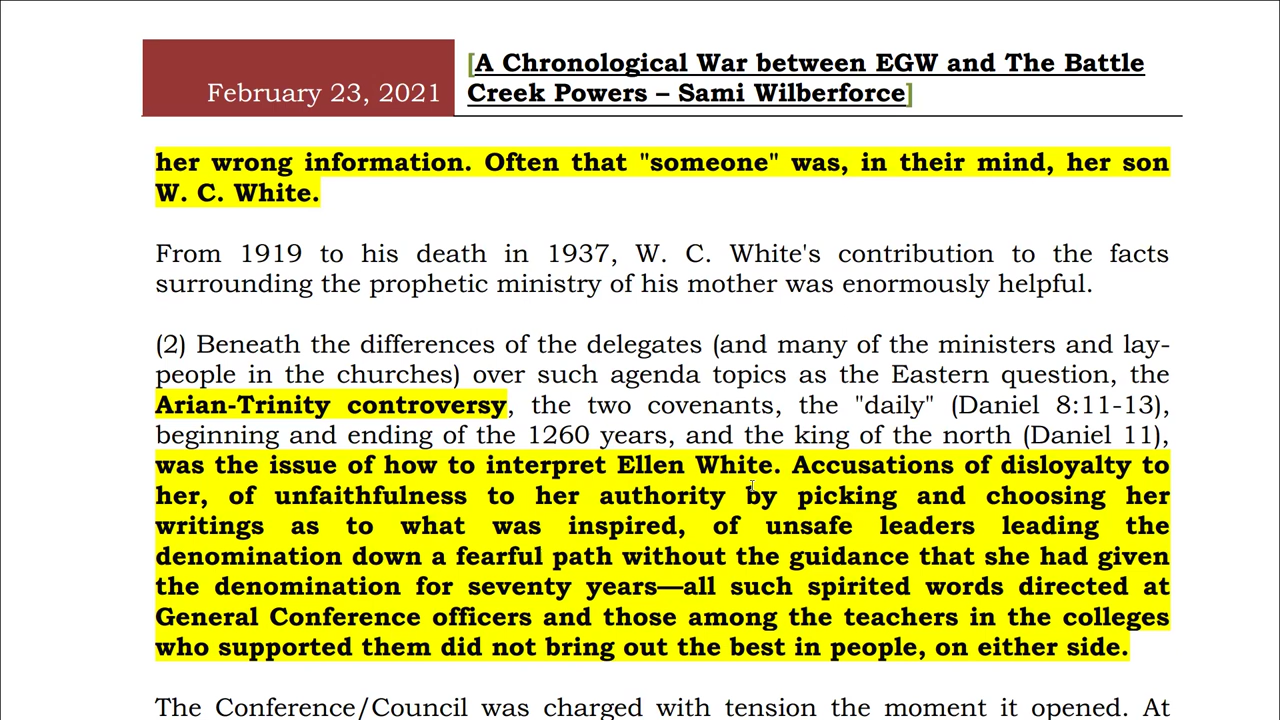 February 23, 2021
[A Chronological War between EGW and The Battle
Creek Powers – Sami Wilberforce]
her wrong information. Often that "someone" was, in their mind, her son
W. C. White.
From 1919 to his death in 1937, W. C. White's contribution to the facts
surrounding the prophetic ministry of his mother was enormously helpful.
(2) Beneath the differences of the delegates (and many of the ministers and lay-
people in the churches) over such agenda topics as the Eastern question, the
Arian-Trinity controversy, the two covenants, the "daily" (Daniel 8:11-13),
beginning and ending of the 1260 years, and the king of the north (Daniel 11),
was the issue of how to interpret Ellen White. Accusations of disloyalty to
her, of unfaithfulness to her authority by picking and choosing her
writings as to what was inspired, of unsafe leaders leading the
denomination down a fearful path without the guidance that she had given
the denomination for seventy years—all such spirited words directed at
General Conference officers and those among the teachers in the colleges
who supported them did not bring out the best in people, on either side.
The Conference/Council was charged with tension the moment it opened. At